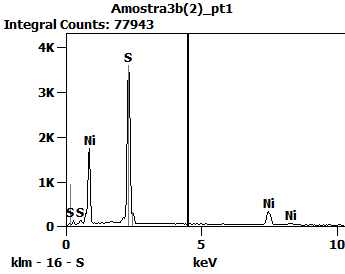 Amostra3b(2)_pt1
Integral Counts: 77943
4K
S
3K
2K
Ni
1K
S S
Ni
Ni
0
0 5 10
klm - 16 - S keV